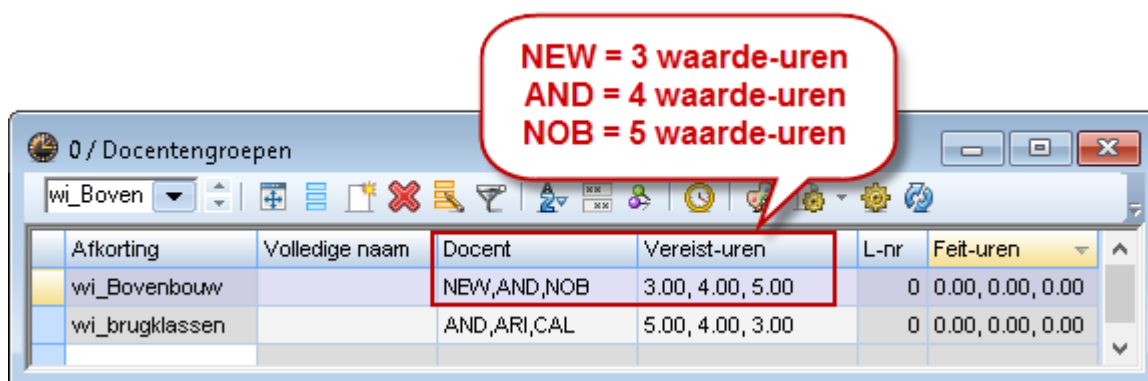 NEW = 3 waarde-uren
AND = 4 waarde-uren
NOB = 5 waarde-uren
0 / Docentengroepen
wi_Boven
Afkorting Volledige naam Docent Vereist-uren L-nr Feit-uren
wi_Bovenbouw NEW,AND,NOB 3.00, 4.00, 5.00 0 0.00, 0.00, 0.00
wi_brugklassen AND,ARI,CAL 5.00, 4.00, 3.00 0 0.00, 0.00, 0.00